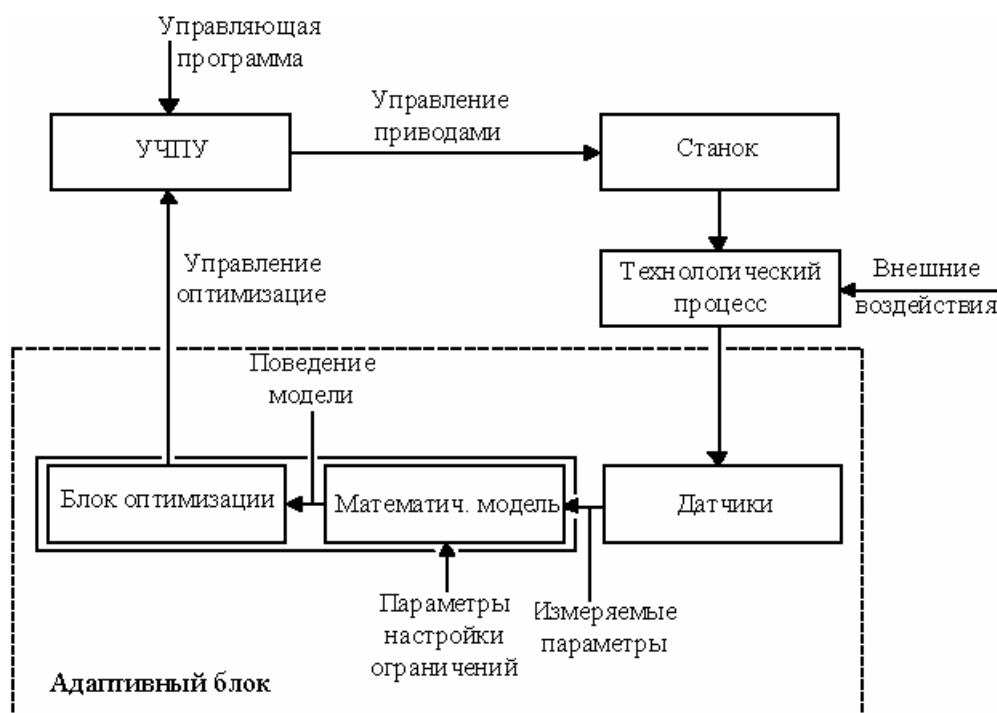 Управляющая
программа
Управление
приводами
УЧПУ
Станок
Управление
оптимизацие
Технологический
процесс
Внешние
воздействия
Поведение
модели
Блок оптимизации
Математич. модель
Датчики
Параметры
настройки
ограничений
Измеряемые
параметры
Адаптивный блок